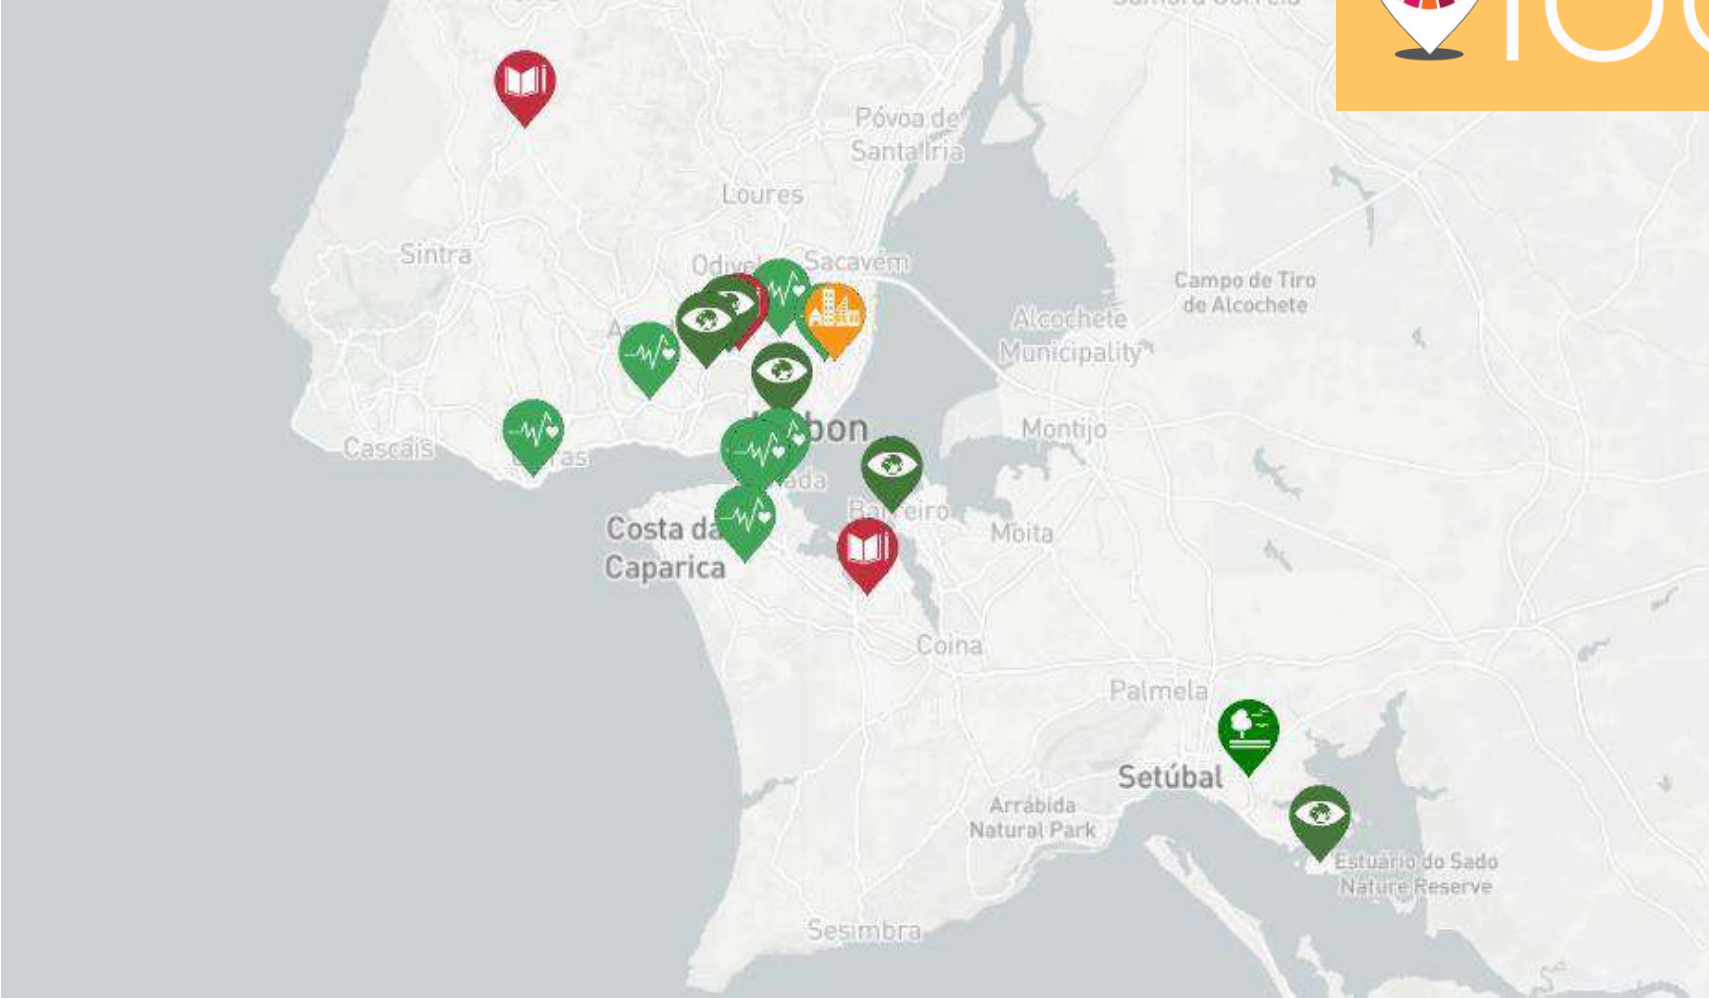 Póvoa de
Santa Iria
Loures
Sintra
Sacavém
Campo de Tiro
de Alcochete
Alcochete
Municipality
Montijo
Cascais
Barreiro
Costa da
Caparica
Moita
Coina
Palmela
Setúbal
Arrábida
Natural Park
Estuário do Sado
Nature Reserve
Sesimbra